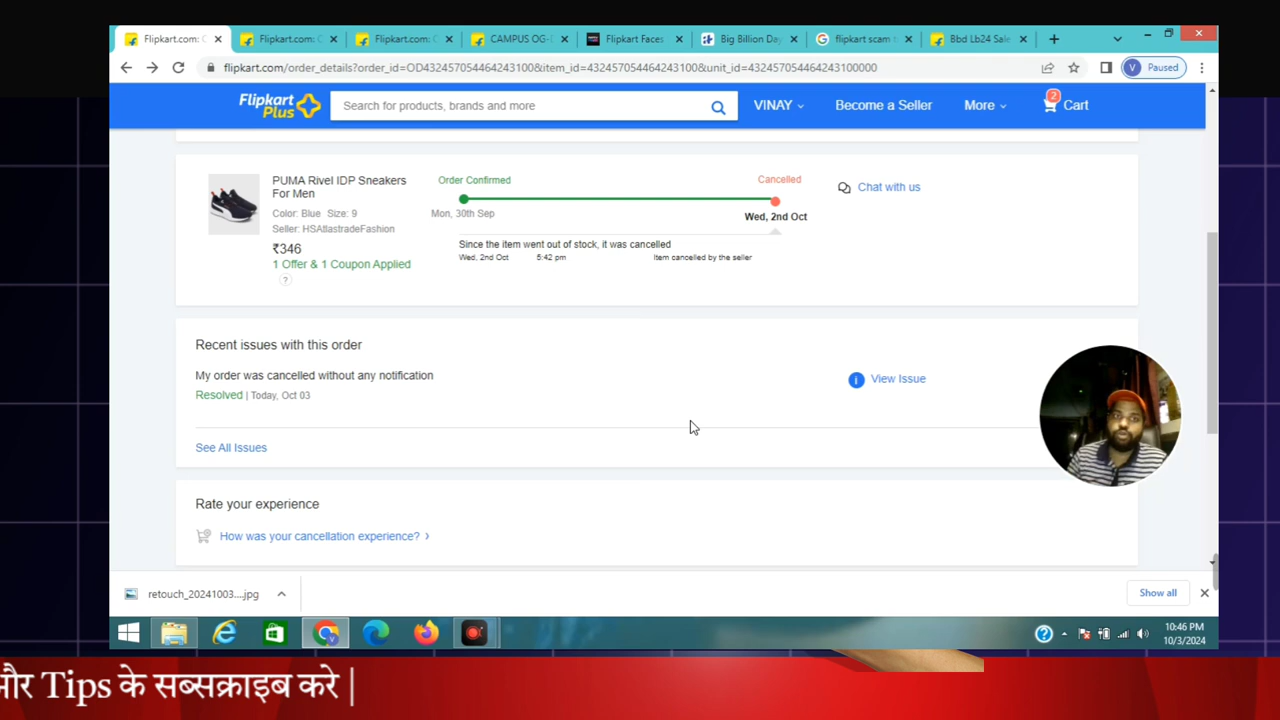 Flipkart.com: C
Flipkart.com: C
Flipkart.com: C
CAMPUS OG-
Flipkart Faces
Big Billion Day
flipkart scam
Bbd Lb24 Sale
flipkart.com/order_details?order_id=OD432457054464243100&item_id=432457054464243100&unit_id=432457054464243100000
V Paused
Flipkart Plus
Search for products, brands and more
VINAY
Become a Seller
More
2
Cart
PUMA Rivel IDP Sneakers
For Men
Color: Blue Size: 9
Seller: HSAtlastradeFashion
₹346
1 Offer & 1 Coupon Applied
?
Order Confirmed
Cancelled
Mon, 30th Sep
Wed, 2nd Oct
Since the item went out of stock, it was cancelled
Wed, 2nd Oct 5:42 pm Item cancelled by the seller
Chat with us
Recent issues with this order
My order was cancelled without any notification
Resolved | Today, Oct 03
View Issue
See All Issues
Rate your experience
How was your cancellation experience? ›
retouch_20241003....jpg
Show all
10:46 PM
10/3/2024
और Tips के सब्सक्राइब करे |